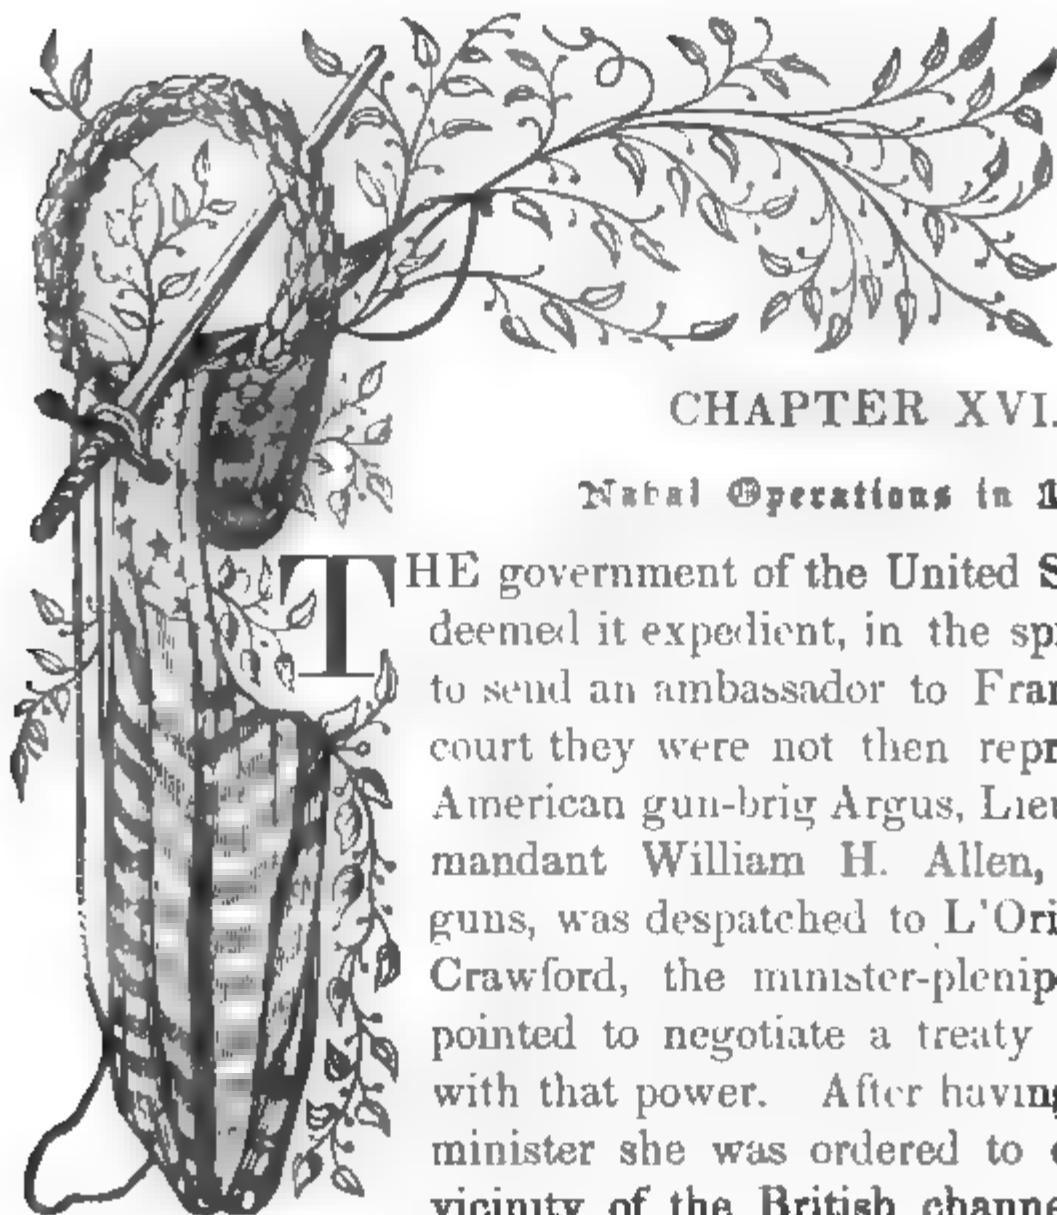 CHAPTER XVI.
Naval Operations in 1
THE government of the United S
deemed it expedient, in the spr
to send an ambassador to Fran
court they were not then repr
American gun-brig Argus, Lieu
mandant William H. Allen,
guns, was despatched to L'Ori
Crawford, the minister-plenip
pointed to negotiate a treaty
with that power. After having
minister she was ordered to c
vicinity of the British channe